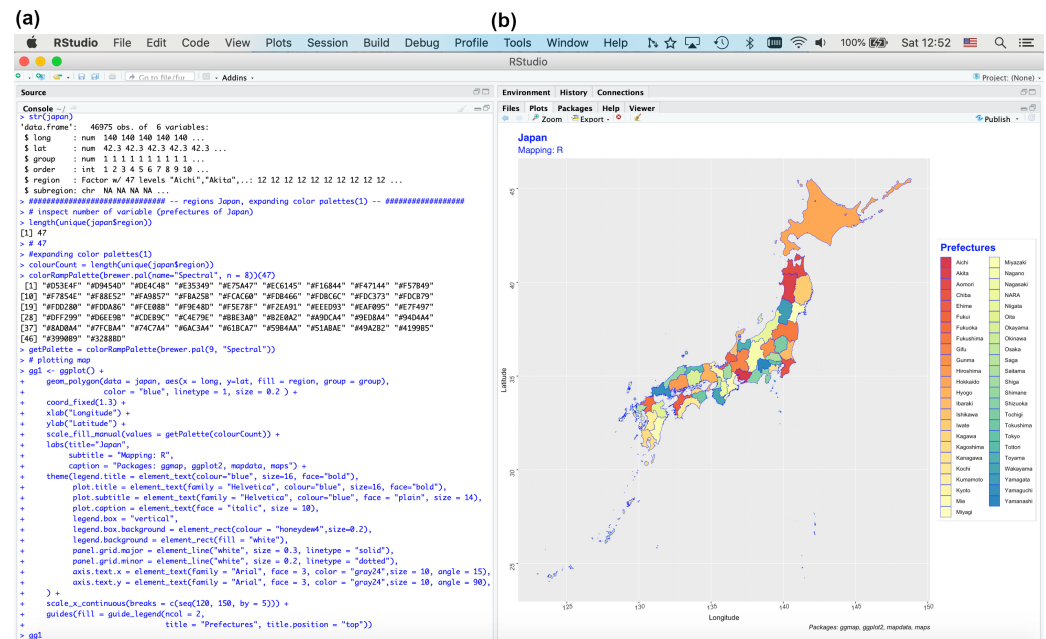 (a)
(b)
RStudio File Edit Code View Plots Session Build Debug Profile Tools Window Help 100% Sat 12:52
RStudio
Go to file/fur Addins Project: (None)
Source
Console ~/
> str(japan)
'data.frame': 46975 obs. of 6 variables:
$ long : num 140 140 140 140 140 ...
$ lat : num 42.3 42.3 42.3 42.3 42.3 ...
$ group : num 1 1 1 1 1 1 1 1 1 1 ...
$ order : int 1 2 3 4 5 6 7 8 9 10 ...
$ region : Factor w/ 47 levels "Aichi","Akita",..: 12 12 12 12 12 12 12 12 12 12 ...
$ subregion: chr NA NA NA NA ...
> ############################### -- regions Japan, expanding color palettes(1) -- ##################
> # inspect number of variable (prefectures of Japan)
> length(unique(japan$region))
[1] 47
> # 47
> #expanding color palettes(1)
> colourCount = length(unique(japan$region))
> colorRampPalette(brewer.pal(name="Spectral", n = 8))(47)
[1] "#D53E4F" "#D9454D" "#DE4C4B" "#E35349" "#E75A47" "#EC6145" "#F16844" "#F47144" "#F57B49"
[10] "#F7854E" "#F88E52" "#FA9857" "#FBA25B" "#FCAC60" "#FDB466" "#FDBC6C" "#FDC373" "#FDCB79"
[19] "#FDD280" "#FDDA86" "#FCE08B" "#F9E48D" "#F5E78F" "#F2EA91" "#EEED93" "#EAF095" "#E7F497"
[28] "#DFF299" "#D6EE9B" "#CDEB9C" "#C4E79E" "#BBE3A0" "#B2E0A2" "#A9DCA4" "#9ED8A4" "#94D4A4"
[37] "#8AD0A4" "#7FCBA4" "#74C7A4" "#6AC3A4" "#61BCA7" "#59B4AA" "#51ABAE" "#49A2B2" "#4199B5"
[46] "#3990B9" "#3288BD"
> getPalette = colorRampPalette(brewer.pal(9, "Spectral"))
> # plotting map
> gg1 <- ggplot() +
+ geom_polygon(data = japan, aes(x = long, y=lat, fill = region, group = group),
+ color = "blue", linetype = 1, size = 0.2 ) +
+ coord_fixed(1.3) +
+ xlab("Longitude") +
+ ylab("Latitude") +
+ scale_fill_manual(values = getPalette(colourCount)) +
+ labs(title="Japan",
+ subtitle = "Mapping: R",
+ caption = "Packages: ggmap, ggplot2, mapdata, maps") +
+ theme(legend.title = element_text(colour="blue", size=16, face="bold"),
+ plot.title = element_text(family = "Helvetica", colour="blue", size=16, face="bold"),
+ plot.subtitle = element_text(family = "Helvetica", colour="blue", face = "plain", size = 14),
+ plot.caption = element_text(face = "italic", size = 10),
+ legend.box = "vertical",
+ legend.box.background = element_rect(colour = "honeydew4",size=0.2),
+ legend.background = element_rect(fill = "white"),
+ panel.grid.major = element_line("white", size = 0.3, linetype = "solid"),
+ panel.grid.minor = element_line("white", size = 0.2, linetype = "dotted"),
+ axis.text.x = element_text(family = "Arial", face = 3, color = "gray24",size = 10, angle = 15),
+ axis.text.y = element_text(family = "Arial", face = 3, color = "gray24",size = 10, angle = 90),
+ ) +
+ scale_x_continuous(breaks = c(seq(120, 150, by = 5))) +
+ guides(fill = guide_legend(ncol = 2,
+ title = "Prefectures", title.position = "top"))
> gg1
Environment History Connections
Files Plots Packages Help Viewer
Zoom Export Publish
Japan
Mapping: R
45
40
35
30
25
Latitude
125 130 135 140 145 150
Longitude
Packages: ggmap, ggplot2, mapdata, maps
Prefectures
Aichi Miyazaki
Akita Nagano
Aomori Nagasaki
Chiba NARA
Ehime Niigata
Fukui Oita
Fukuoka Okayama
Fukushima Okinawa
Gifu Osaka
Gunma Saga
Hiroshima Saitama
Hokkaido Shiga
Hyogo Shimane
Ibaraki Shizuoka
Ishikawa Tochigi
Iwate Tokushima
Kagawa Tokyo
Kagoshima Tottori
Kanagawa Toyama
Kochi Wakayama
Kumamoto Yamagata
Kyoto Yamaguchi
Mie Yamanashi
Miyagi